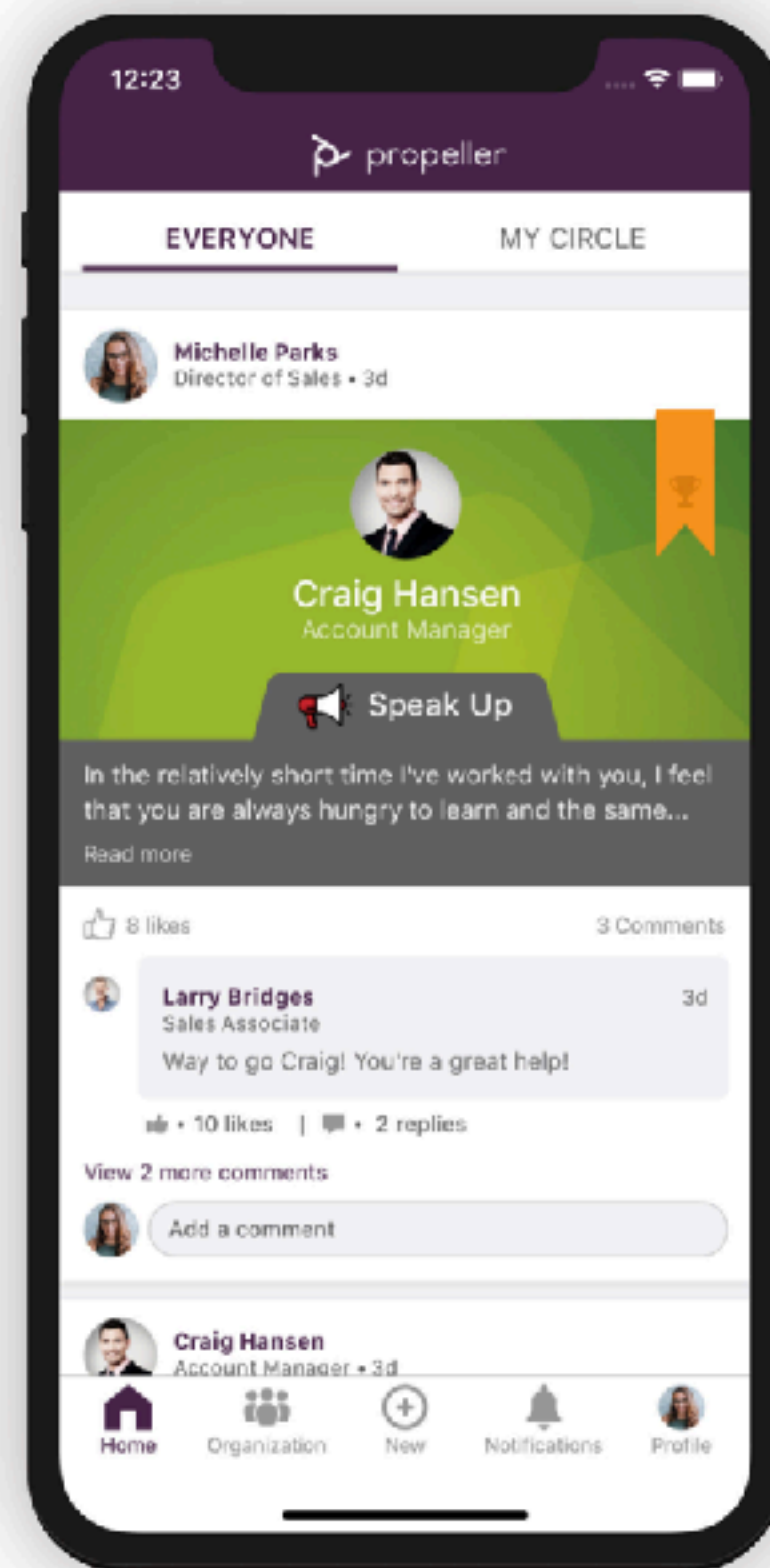 12:23
propeller
EVERYONE
MY CIRCLE
Michelle Parks
Director of Sales • 3d
Craig Hansen
Account Manager
Speak Up
In the relatively short time I've worked with you, I feel
that you are always hungry to learn and the same...
Read more
8 likes
3 Comments
Larry Bridges
3d
Sales Associate
Way to go Craig! You're a great help!
• 10 likes | • 2 replies
View 2 more comments
Add a comment
Craig Hansen
Account Manager • 3d
Home
Organization
New
Notifications
Profile